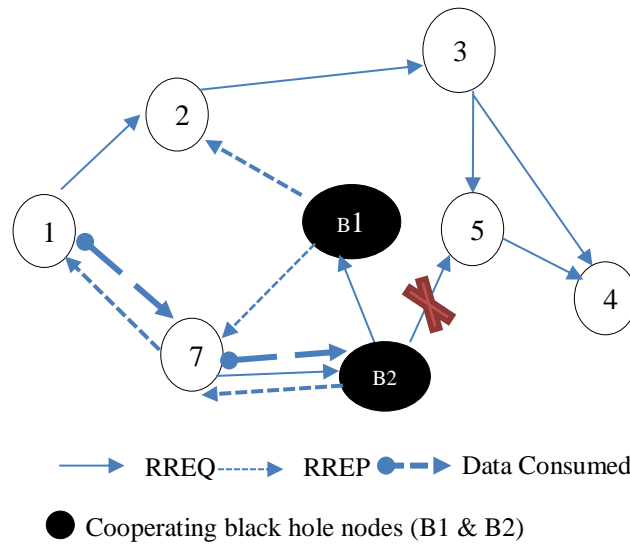 3
2
B1
1
5
4
7
B2
RREQ RREP Data Consumed
Cooperating black hole nodes (B1 & B2)